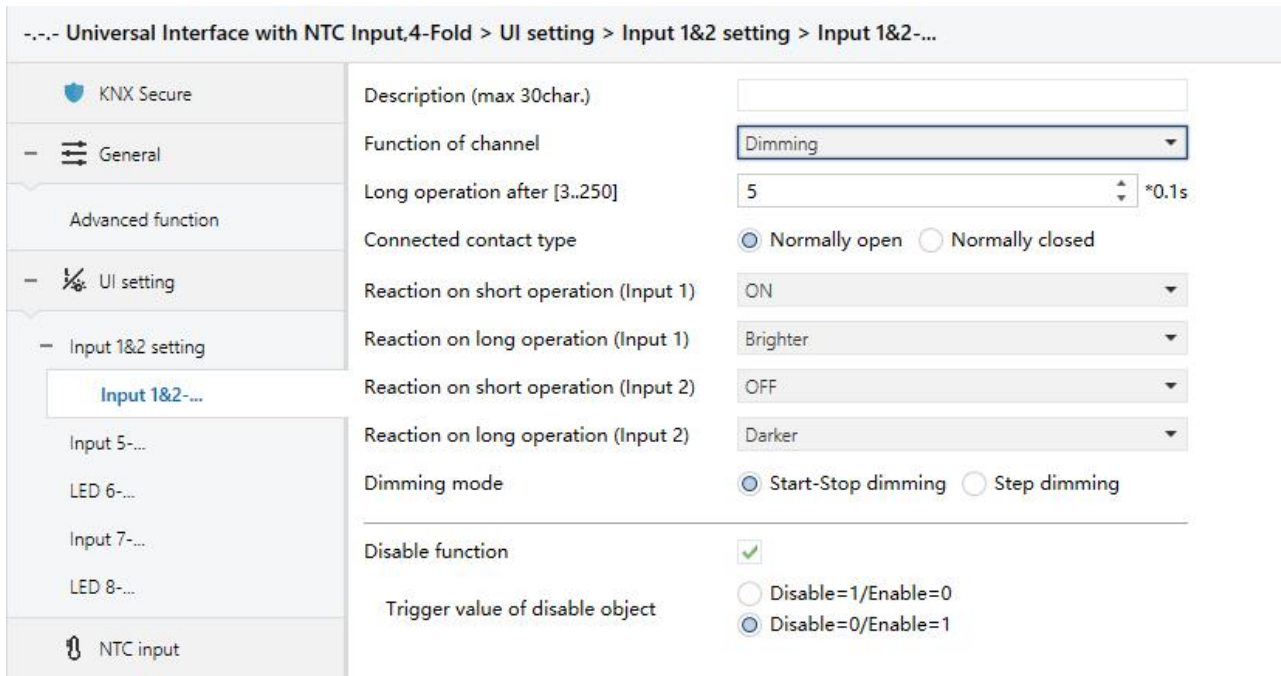 -.-.- Universal Interface with NTC Input,4-Fold > UI setting > Input 1&2 setting > Input 1&2-...
KNX Secure
General
Advanced function
UI setting
Input 1&2 setting
Input 1&2-...
Input 5-...
LED 6-...
Input 7-...
LED 8-...
NTC input
Description (max 30char.)
Function of channel Dimming
Long operation after [3..250] 5 *0.1s
Connected contact type Normally open Normally closed
Reaction on short operation (Input 1) ON
Reaction on long operation (Input 1) Brighter
Reaction on short operation (Input 2) OFF
Reaction on long operation (Input 2) Darker
Dimming mode Start-Stop dimming Step dimming
Disable function
Trigger value of disable object
Disable=1/Enable=0
Disable=0/Enable=1